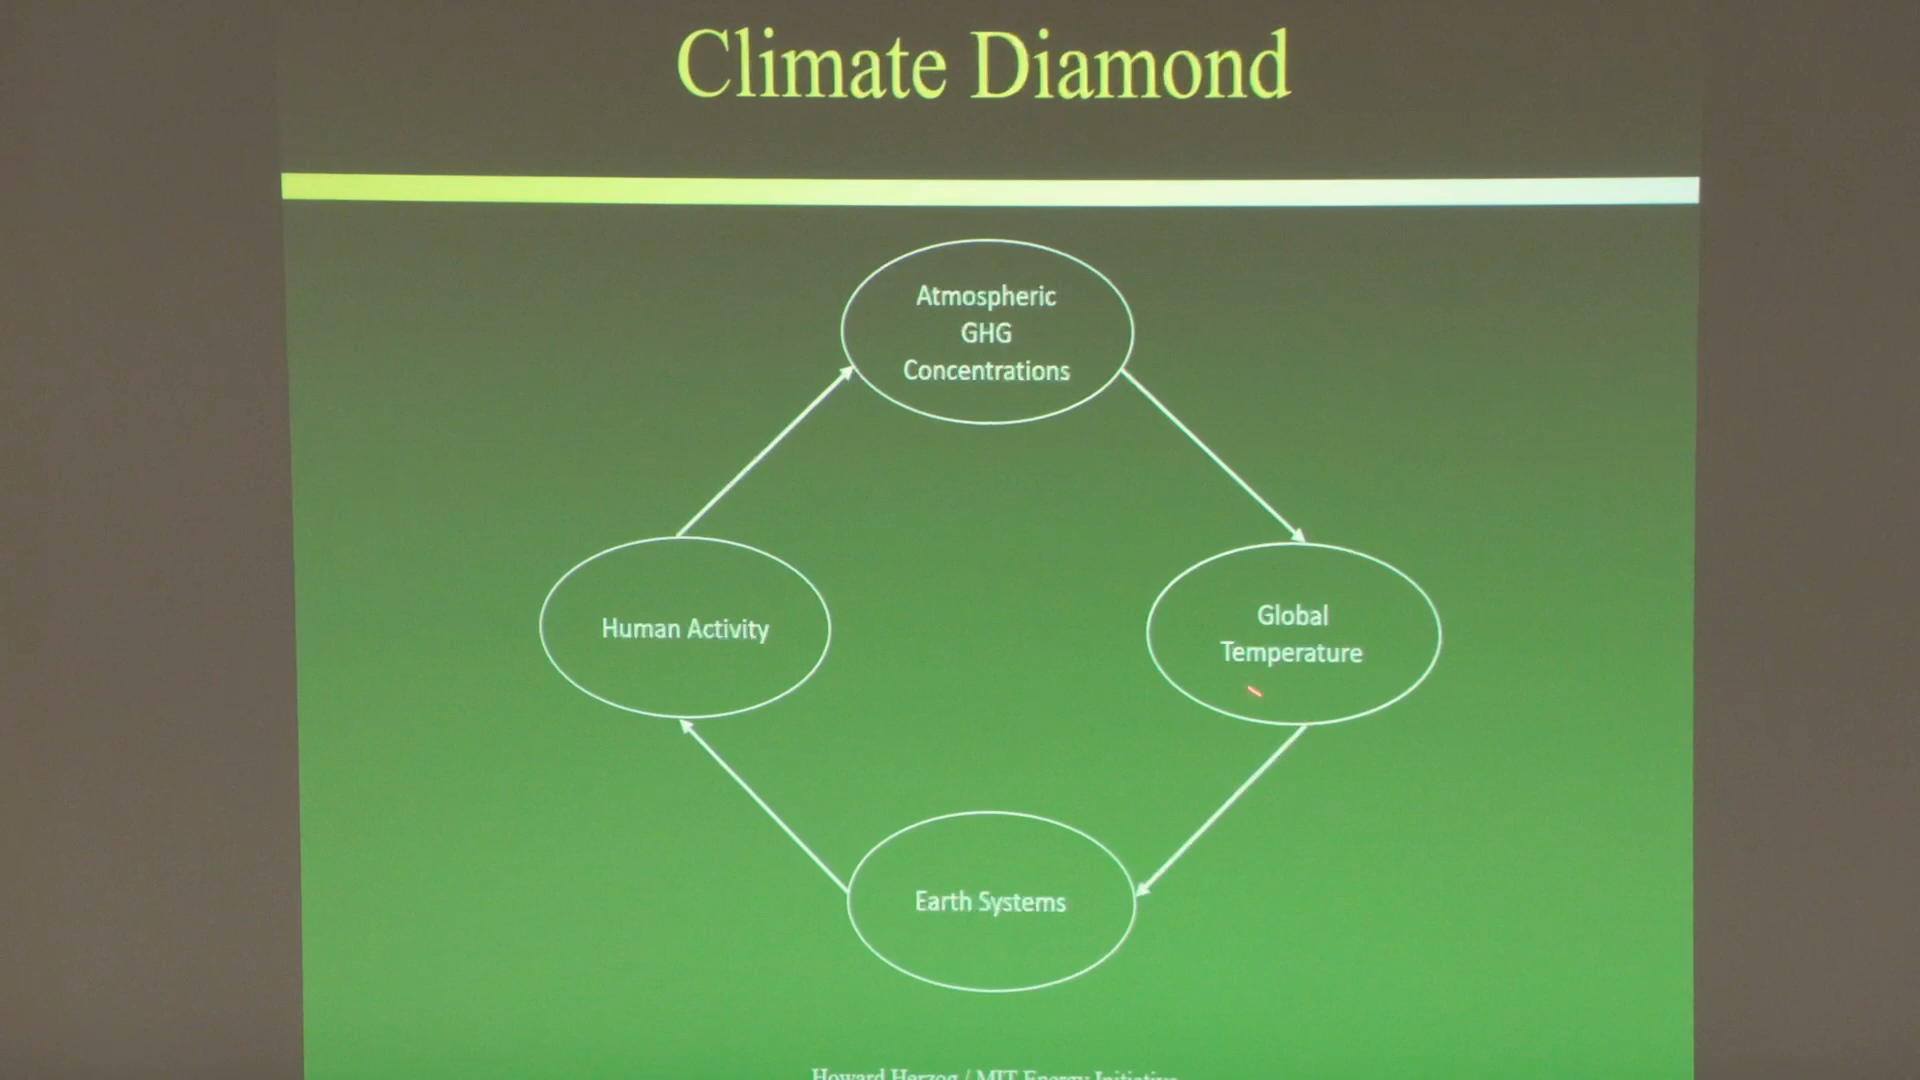 Climate Diamond
Atmospheric
GHG
Concentrations
Human Activity
Global
Temperature
Earth Systems
Howard Herzog / MIT Energy Initiative